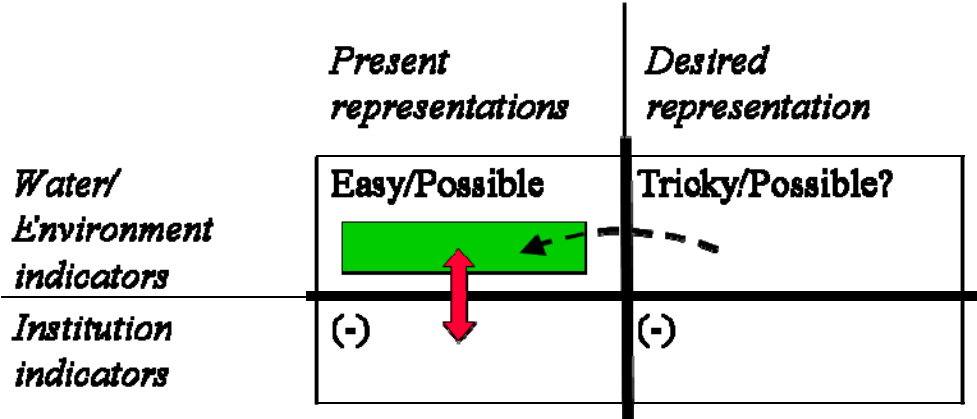 Present
representations
Desired
representation
Water/
Environment
indicators
Easy/Possible
Tricky/Possible?
Institution
indicators
(-)
(-)